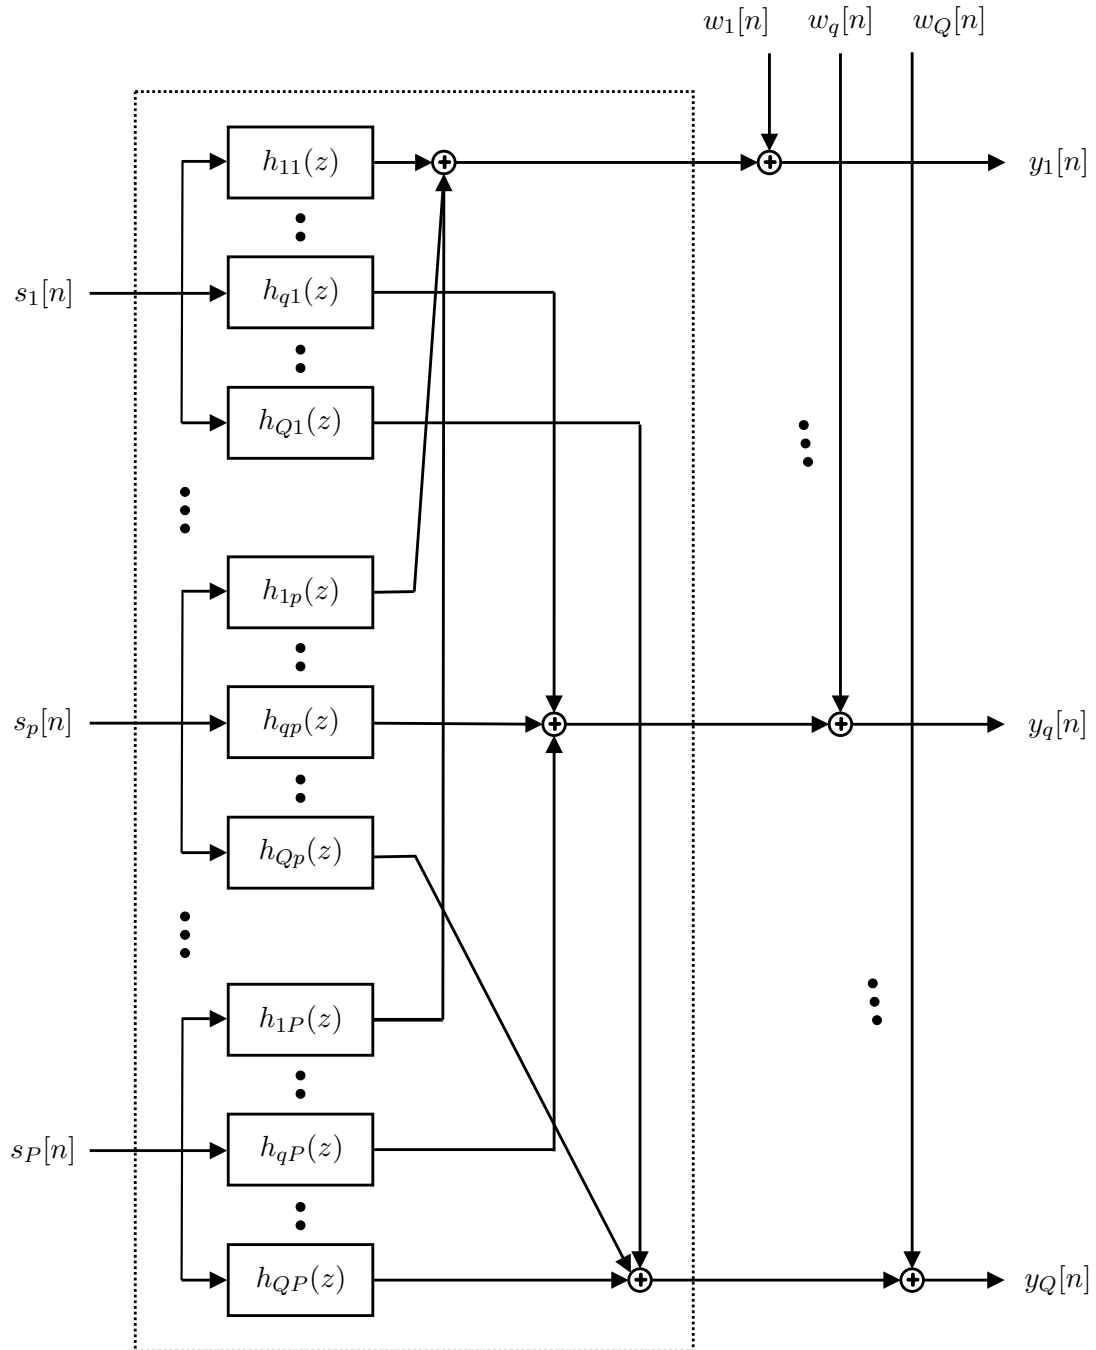 w_1[n] w_q[n] w_Q[n]
h_{11}(z)
y_1[n]
s_1[n]
h_{q1}(z)
h_{Q1}(z)
h_{1p}(z)
s_p[n]
h_{qp}(z)
y_q[n]
h_{Qp}(z)
h_{1P}(z)
s_P[n]
h_{qP}(z)
h_{QP}(z)
y_Q[n]